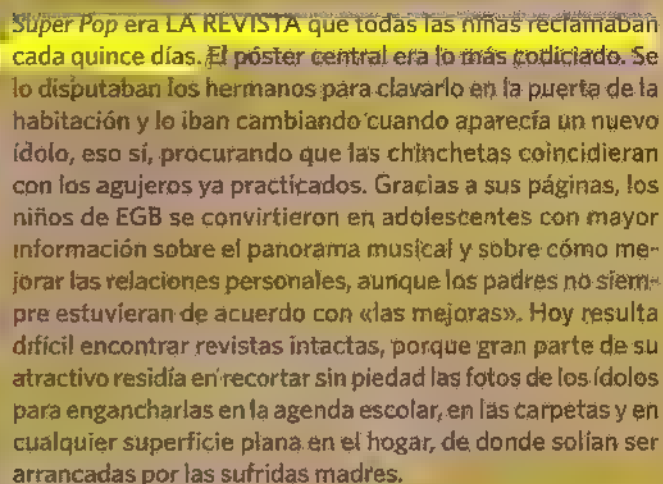 Super Pop era LA REVISTA que todas las niñas reclamaban
cada quince días. El póster central era lo más codiciado. Se
lo disputaban los hermanos para clavarlo en la puerta de la
habitación y lo iban cambiando cuando aparecía un nuevo
ídolo, eso sí, procurando que las chinchetas coincidieran
con los agujeros ya practicados. Gracias a sus páginas, los
niños de EGB se convirtieron en adolescentes con mayor
información sobre el panorama musical y sobre cómo me-
jorar las relaciones personales, aunque los padres no siem-
pre estuvieran de acuerdo con «las mejoras». Hoy resulta
difícil encontrar revistas intactas, porque gran parte de su
atractivo residía en recortar sin piedad las fotos de los ídolos
para engancharlas en la agenda escolar, en las carpetas y en
cualquier superficie plana en el hogar, de donde solían ser
arrancadas por las sufridas madres.